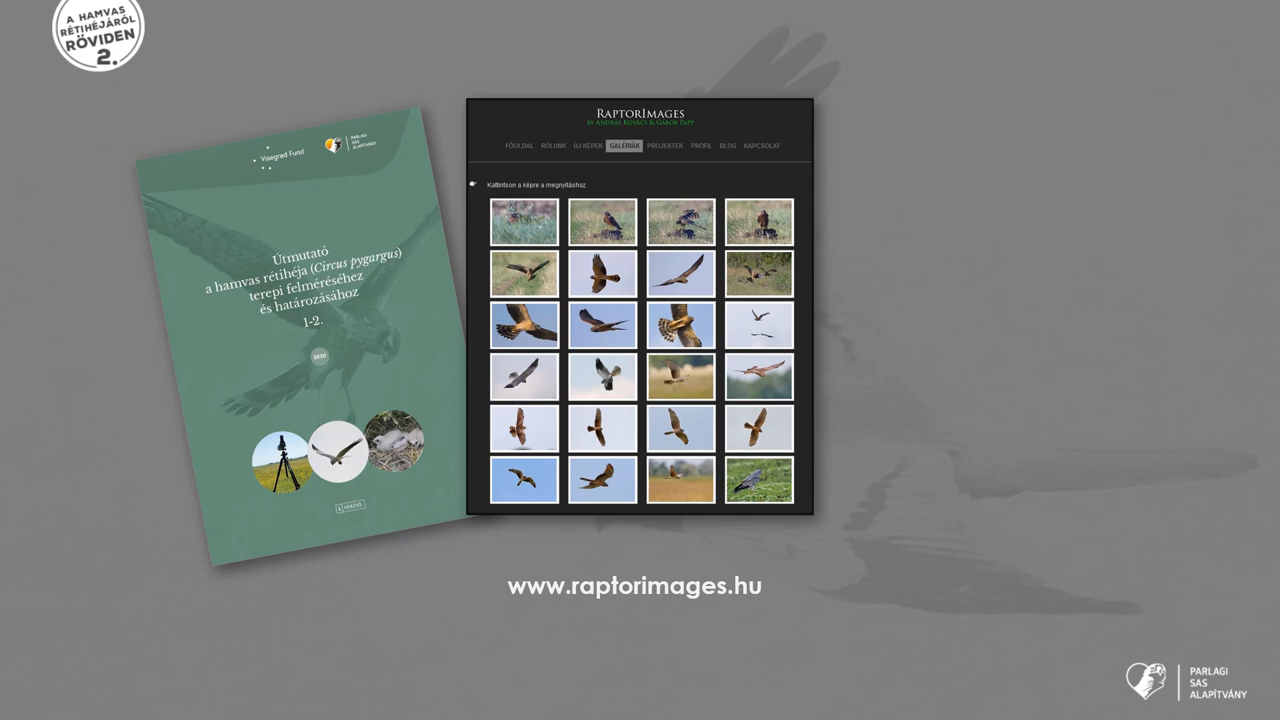 A HAMVAS
RÉTIHÉJÁRÓL
RÖVIDEN
2.
Visegrad Fund
PARLAGI
SAS
ALAPÍTVÁNY
Útmutató
a hamvas rétihéja (Circus pygargus)
terepi felméréséhez
és határozásához
1-2.
2020
1 VERZIÓ
RAPTORIMAGES
BY ANDRÁS KOVÁCS & GÁBOR PAPP
FŐOLDAL RÓLUNK ÚJ KÉPEK GALÉRIÁK PROJEKTEK PROFIL BLOG KAPCSOLAT
Kattintson a képre a megnyitáshoz
www.raptorimages.hu
PARLAGI
SAS
ALAPÍTVÁNY